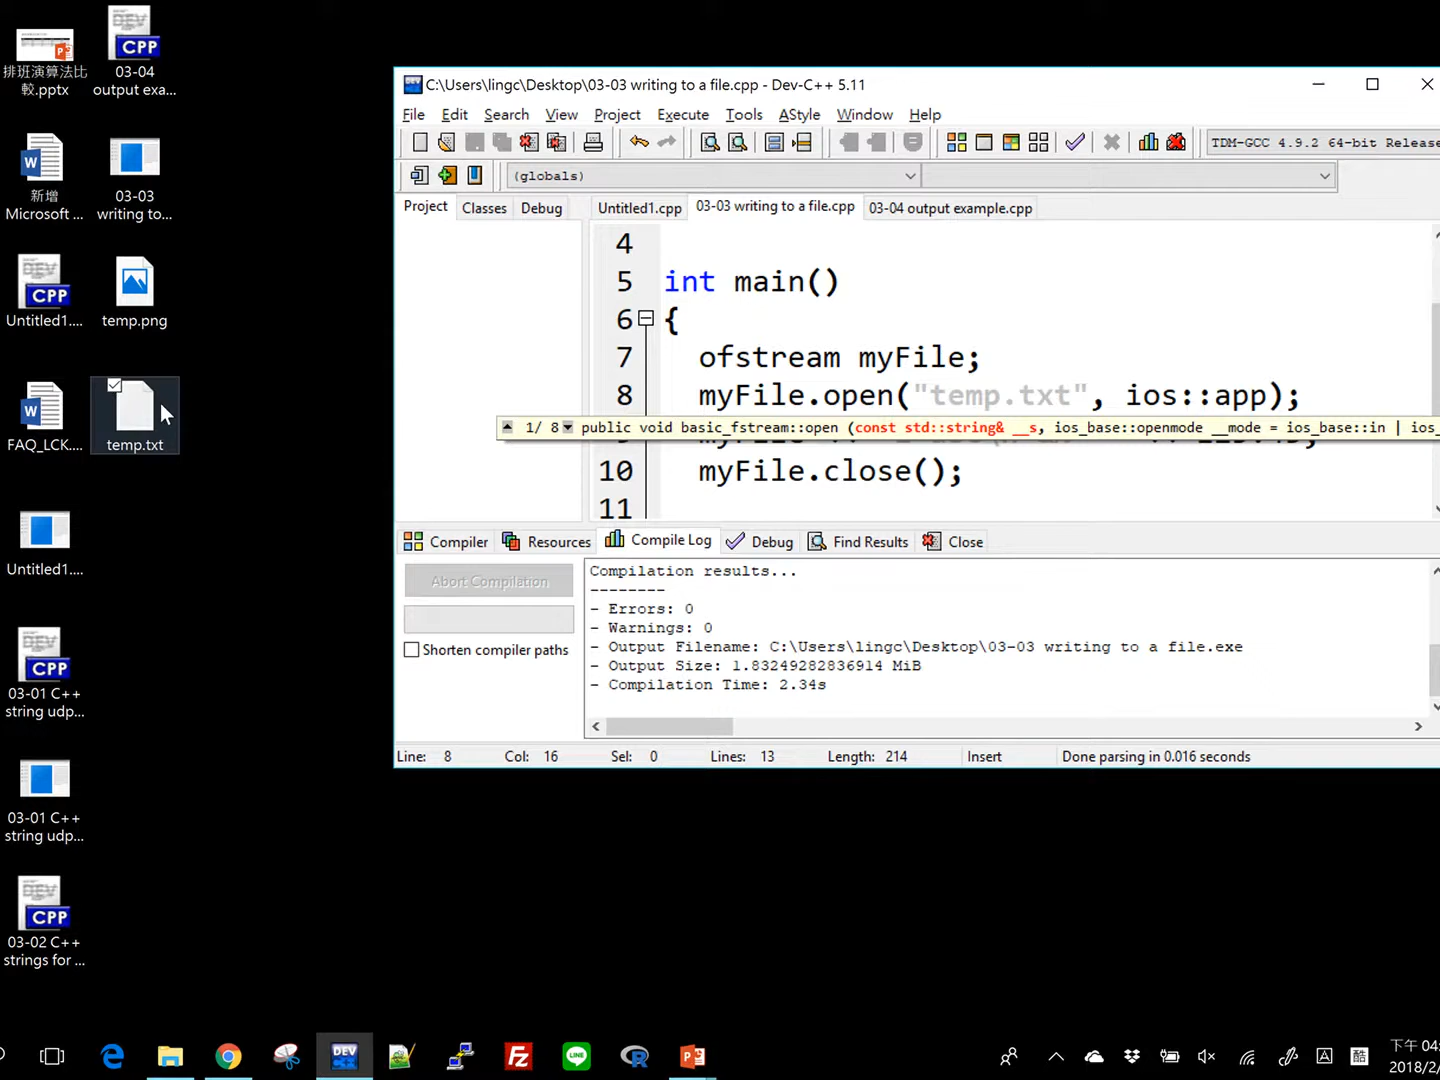 排班演算法比
較.pptx
03-04
output exa...
新增
Microsoft ...
03-03
writing to...
Untitled1....
temp.png
FAQ_LCK...
temp.txt
Untitled1....
03-01 C++
string udp...
03-01 C++
string udp...
03-02 C++
strings for ...
C:\Users\lingc\Desktop\03-03 writing to a file.cpp - Dev-C++ 5.11
File Edit Search View Project Execute Tools AStyle Window Help
TDM-GCC 4.9.2 64-bit Release
(globals)
Project Classes Debug
Untitled1.cpp 03-03 writing to a file.cpp 03-04 output example.cpp
4
5 int main()
6 {
7 ofstream myFile;
8 myFile.open("temp.txt", ios::app);
1/ 8 public void basic_fstream::open (const std::string& __s, ios_base::openmode __mode = ios_base::in | ios_
10 myFile.close();
11
Compiler Resources Compile Log Debug Find Results Close
Abort Compilation
Shorten compiler paths
Compilation results...
--------
- Errors: 0
- Warnings: 0
- Output Filename: C:\Users\lingc\Desktop\03-03 writing to a file.exe
- Output Size: 1.83249282836914 MiB
- Compilation Time: 2.34s
Line: 8 Col: 16 Sel: 0 Lines: 13 Length: 214 Insert Done parsing in 0.016 seconds
下午 04:
2018/2/